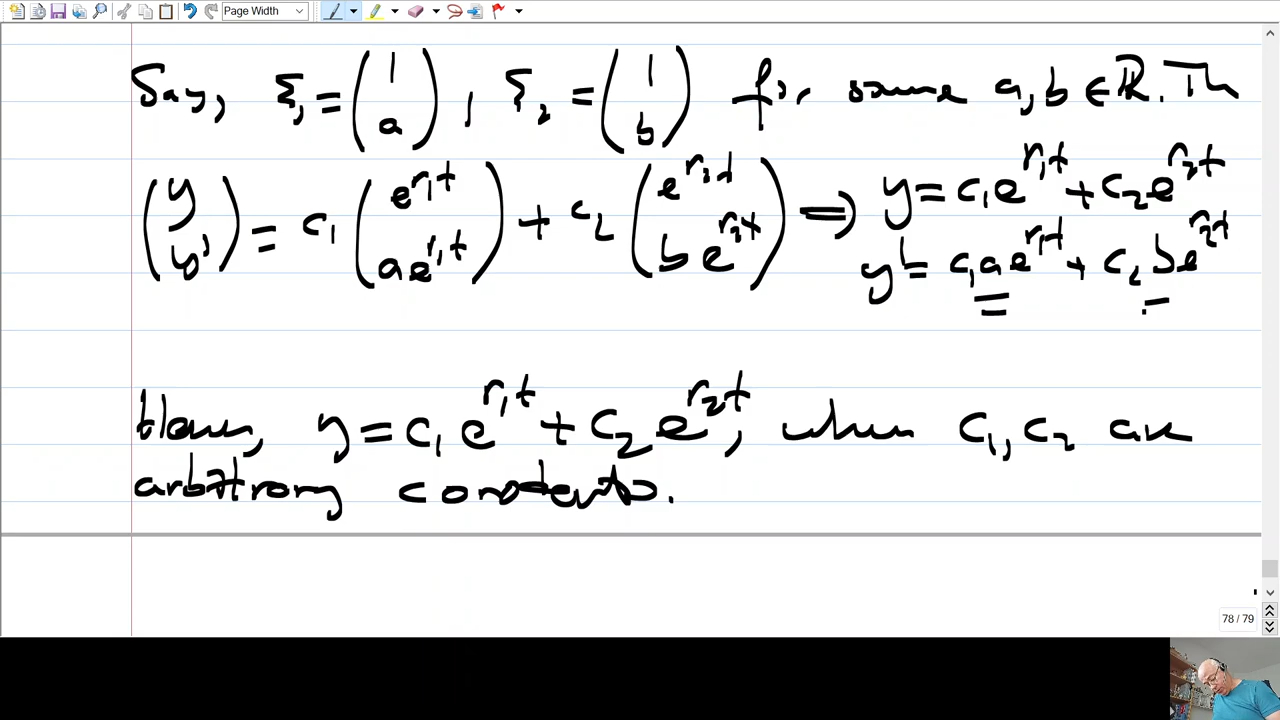 Page Width
Say, ξ₁ = (1 a), ξ₂ = (1 b) for some a, b ∈ ℝ. Th
(y y') = c₁ (e^{r₁t} ae^{r₁t}) + c₂ (e^{r₂t} be^{r₂t}) ⟹ y = c₁e^{r₁t} + c₂e^{r₂t}
y' = c₁ae^{r₁t} + c₂be^{r₂t}
Hence, y = c₁e^{r₁t} + c₂e^{r₂t}, where c₁, c₂ are
arbitrary constants.
78 / 79